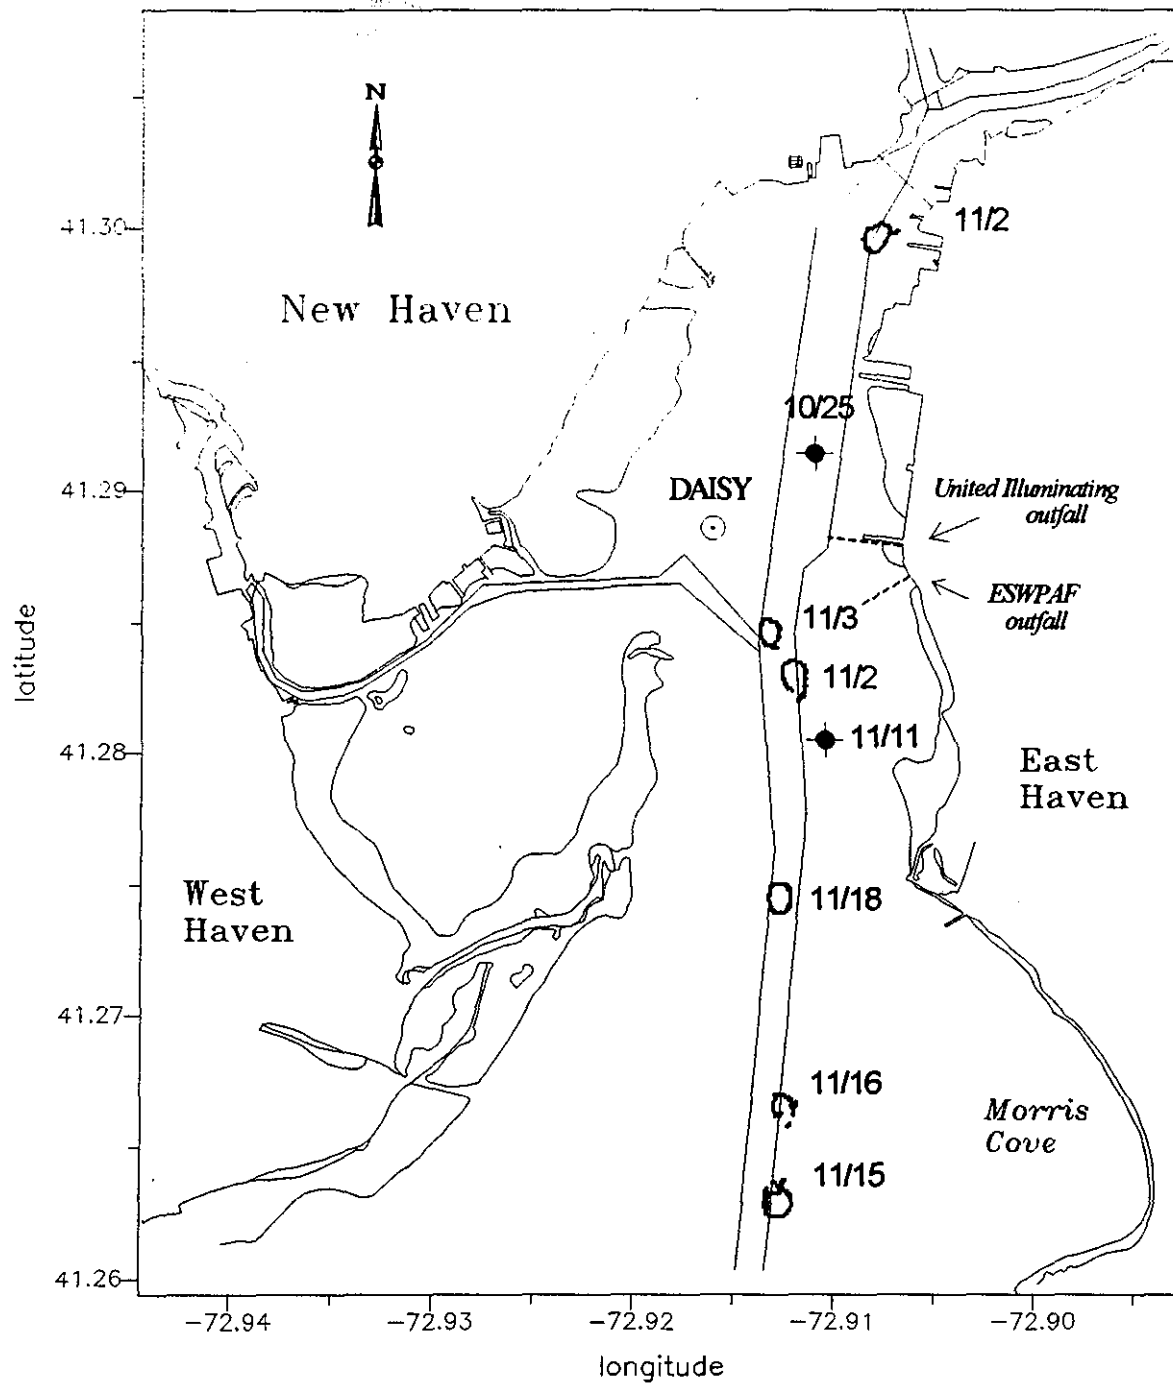 N
41.30
11/2
New Haven
10/25
41.29
DAISY
United Illuminating
outfall
ESWPAF
outfall
11/3
11/2
latitude
41.28
11/11
East
Haven
West
Haven
11/18
41.27
11/16
Morris
Cove
11/15
41.26
-72.94
-72.93
-72.92
-72.91
-72.90
longitude